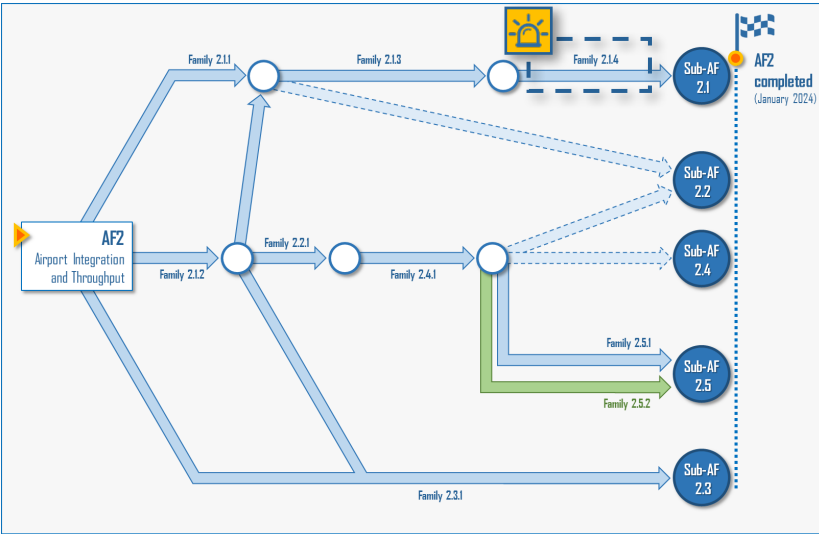 Family 2.1.1
Family 2.1.3
Family 2.1.4
Sub-AF
2.1
AF2
completed
(January 2024)
Sub-AF
2.2
AF2
Airport Integration
and Throughput
Family 2.1.2
Family 2.2.1
Family 2.4.1
Sub-AF
2.4
Family 2.5.1
Sub-AF
2.5
Family 2.5.2
Sub-AF
2.3
Family 2.3.1